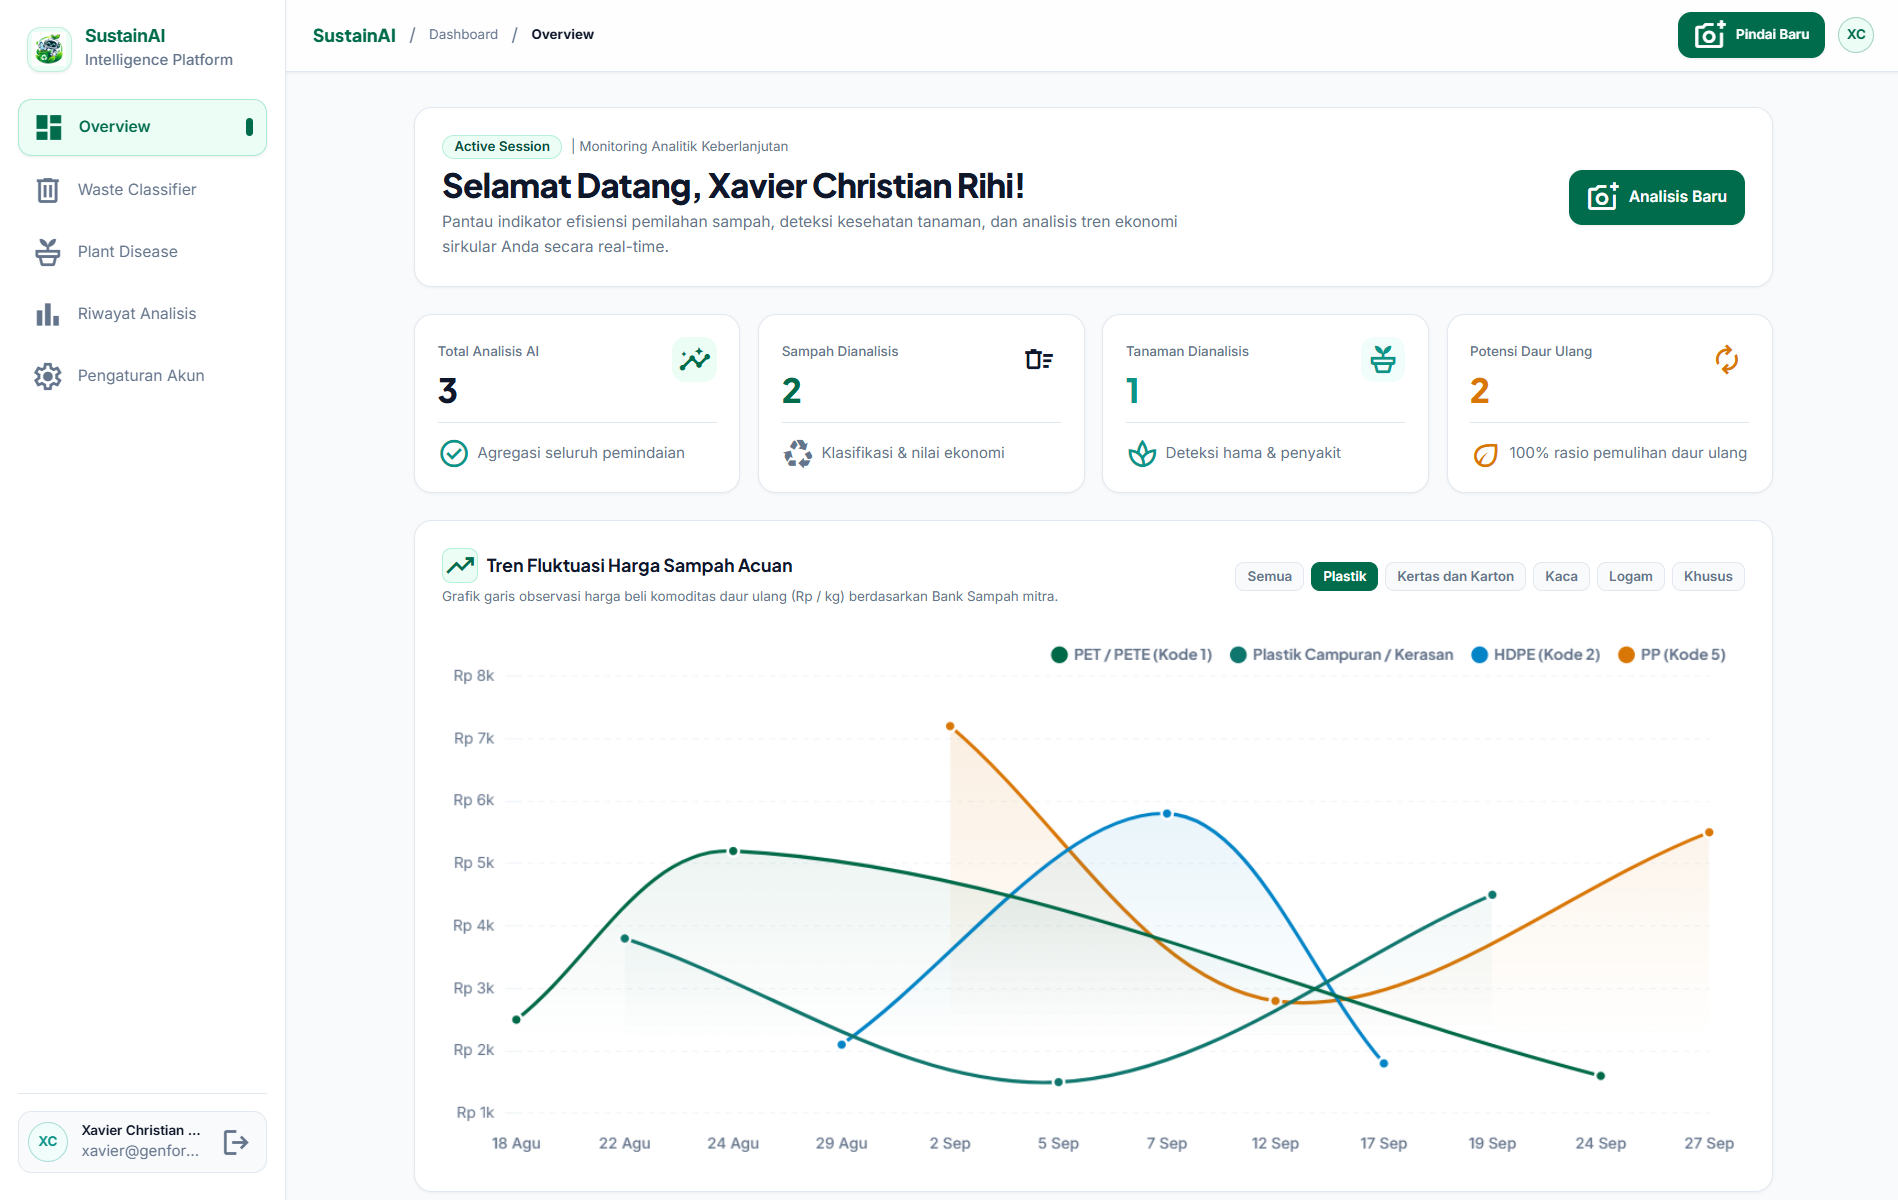 SustainAI
Intelligence Platform
Overview
Waste Classifier
Plant Disease
Riwayat Analisis
Pengaturan Akun
XC
Xavier Christian ...
xavier@genfor...
SustainAI / Dashboard / Overview
Pindai Baru
XC
Active Session | Monitoring Analitik Keberlanjutan
Selamat Datang, Xavier Christian Rihi!
Pantau indikator efisiensi pemilahan sampah, deteksi kesehatan tanaman, dan analisis tren ekonomi
sirkular Anda secara real-time.
Analisis Baru
Total Analisis AI
3
Agregasi seluruh pemindaian
Sampah Dianalisis
2
Klasifikasi & nilai ekonomi
Tanaman Dianalisis
1
Deteksi hama & penyakit
Potensi Daur Ulang
2
100% rasio pemulihan daur ulang
Tren Fluktuasi Harga Sampah Acuan
Grafik garis observasi harga beli komoditas daur ulang (Rp / kg) berdasarkan Bank Sampah mitra.
Semua Plastik Kertas dan Karton Kaca Logam Khusus
PET / PETE (Kode 1) Plastik Campuran / Kerasan HDPE (Kode 2) PP (Kode 5)
Rp 8k
Rp 7k
Rp 6k
Rp 5k
Rp 4k
Rp 3k
Rp 2k
Rp 1k
18 Agu 22 Agu 24 Agu 29 Agu 2 Sep 5 Sep 7 Sep 12 Sep 17 Sep 19 Sep 24 Sep 27 Sep